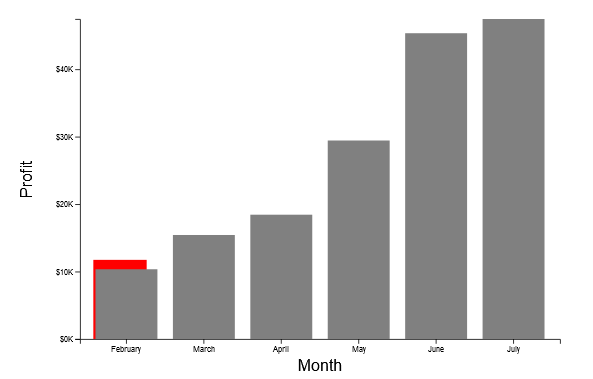 $40K
$30K
$20K
$10K
$0K
Profit
February March April May June July
Month